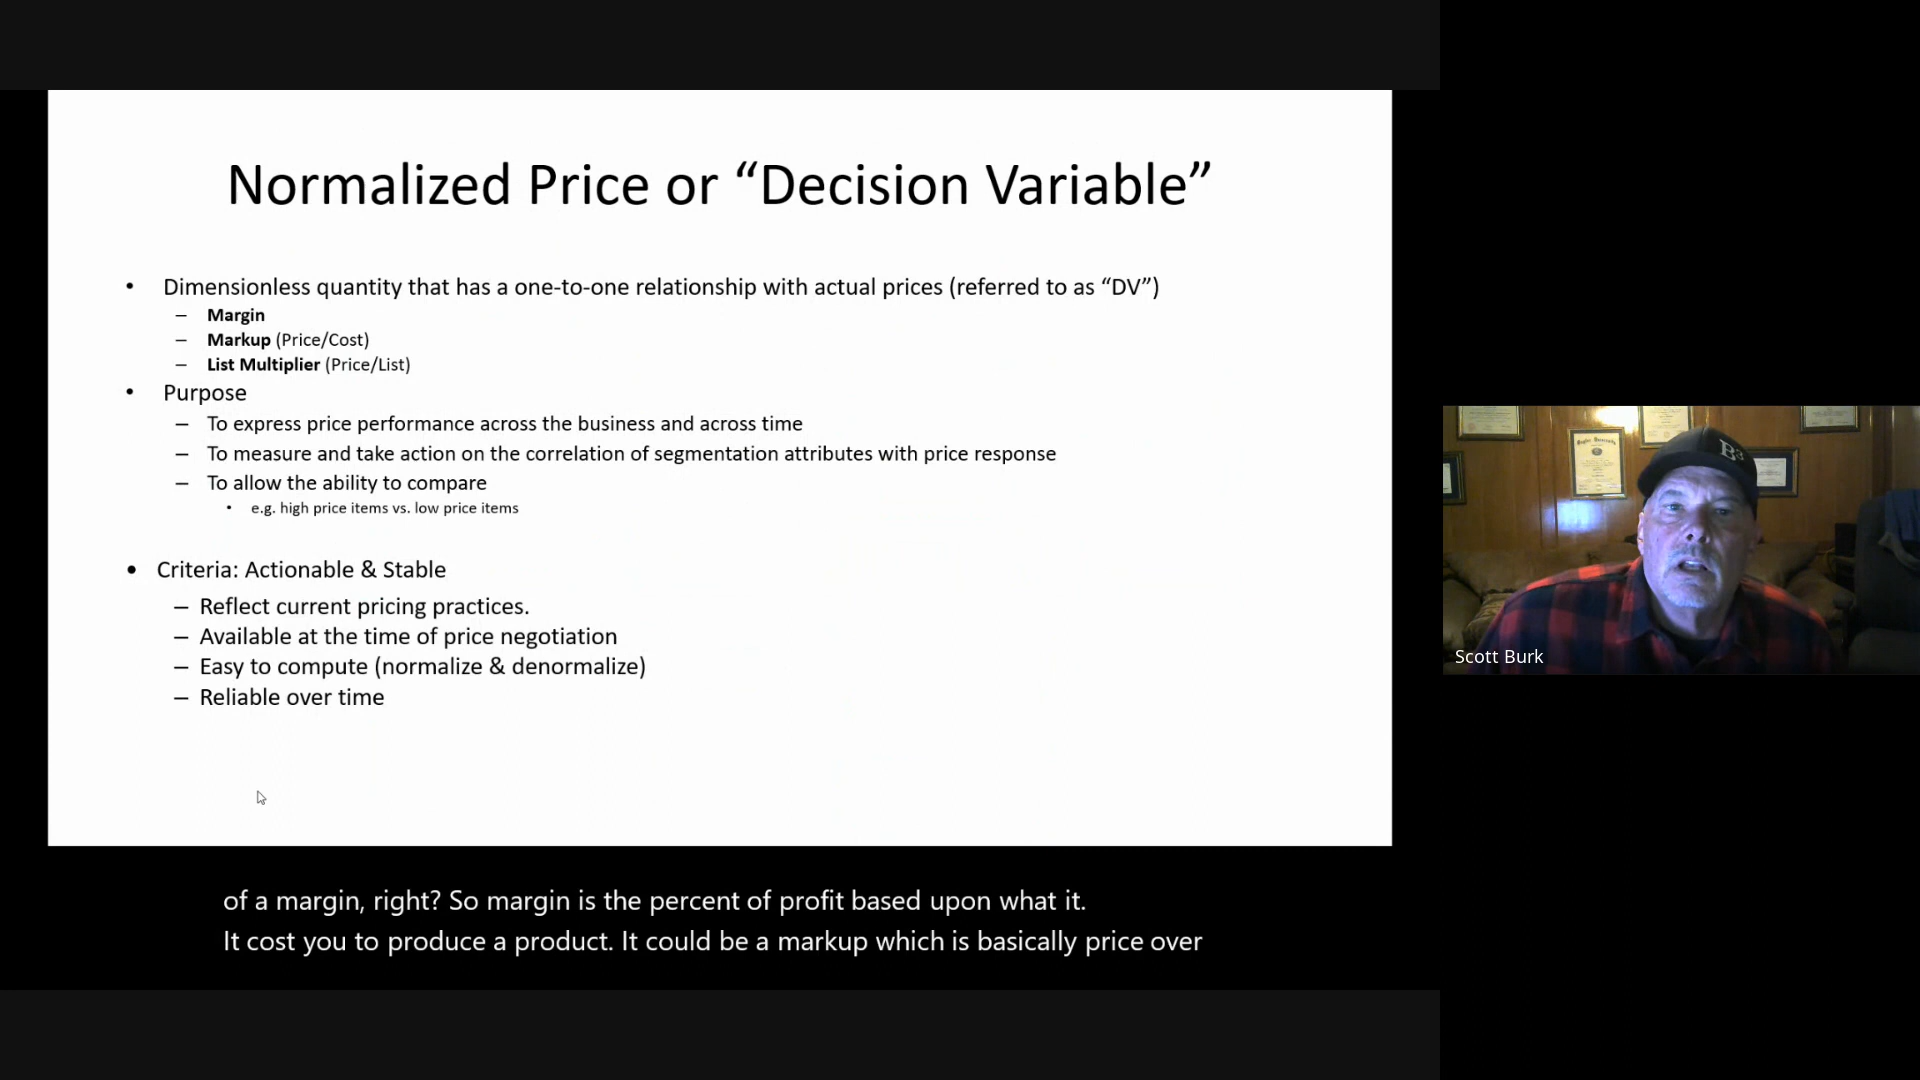 Normalized Price or “Decision Variable”
• Dimensionless quantity that has a one-to-one relationship with actual prices (referred to as “DV”)
– Margin
– Markup (Price/Cost)
– List Multiplier (Price/List)
• Purpose
– To express price performance across the business and across time
– To measure and take action on the correlation of segmentation attributes with price response
– To allow the ability to compare
• e.g. high price items vs. low price items
• Criteria: Actionable & Stable
– Reflect current pricing practices.
– Available at the time of price negotiation
– Easy to compute (normalize & denormalize)
– Reliable over time
Scott Burk
of a margin, right? So margin is the percent of profit based upon what it.
It cost you to produce a product. It could be a markup which is basically price over